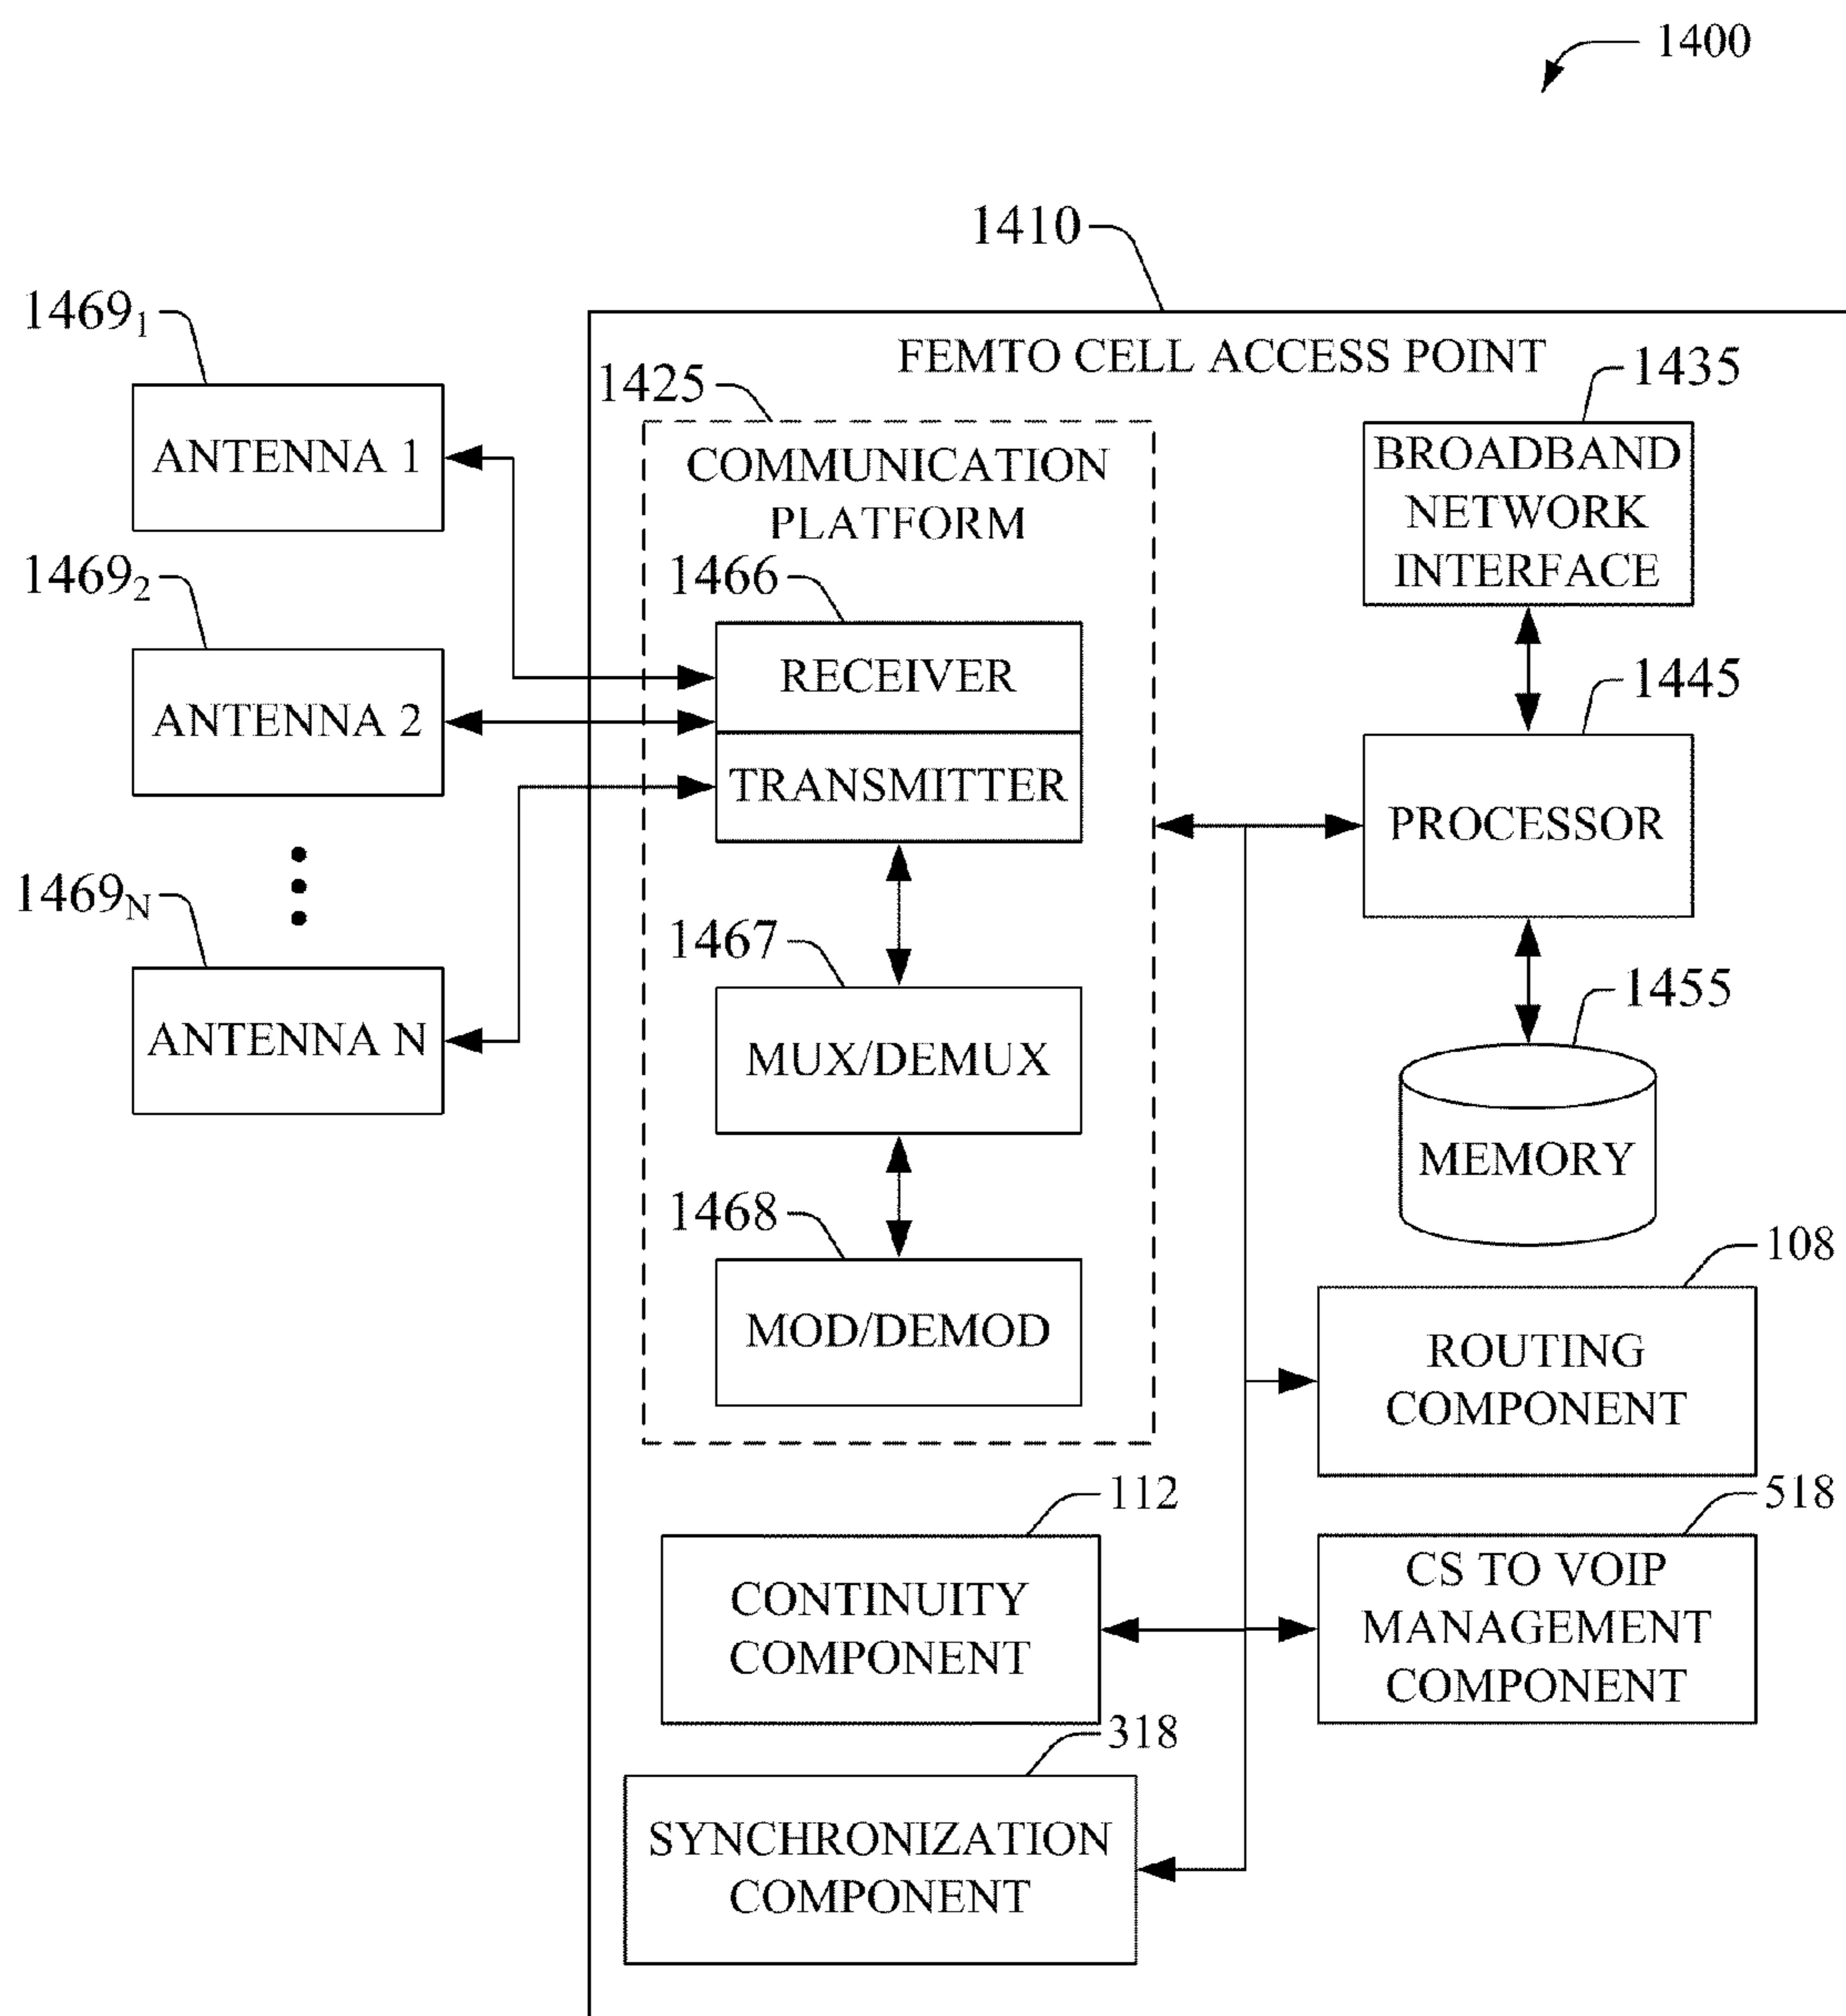 1400
1410
FEMTO CELL ACCESS POINT
1469₁
ANTENNA 1
1469₂
ANTENNA 2
1469N
ANTENNA N
1425
COMMUNICATION
PLATFORM
1466
RECEIVER
TRANSMITTER
1467
MUX/DEMUX
1468
MOD/DEMOD
1435
BROADBAND
NETWORK
INTERFACE
1445
PROCESSOR
1455
MEMORY
108
ROUTING
COMPONENT
112
CONTINUITY
COMPONENT
518
CS TO VOIP
MANAGEMENT
COMPONENT
318
SYNCHRONIZATION
COMPONENT